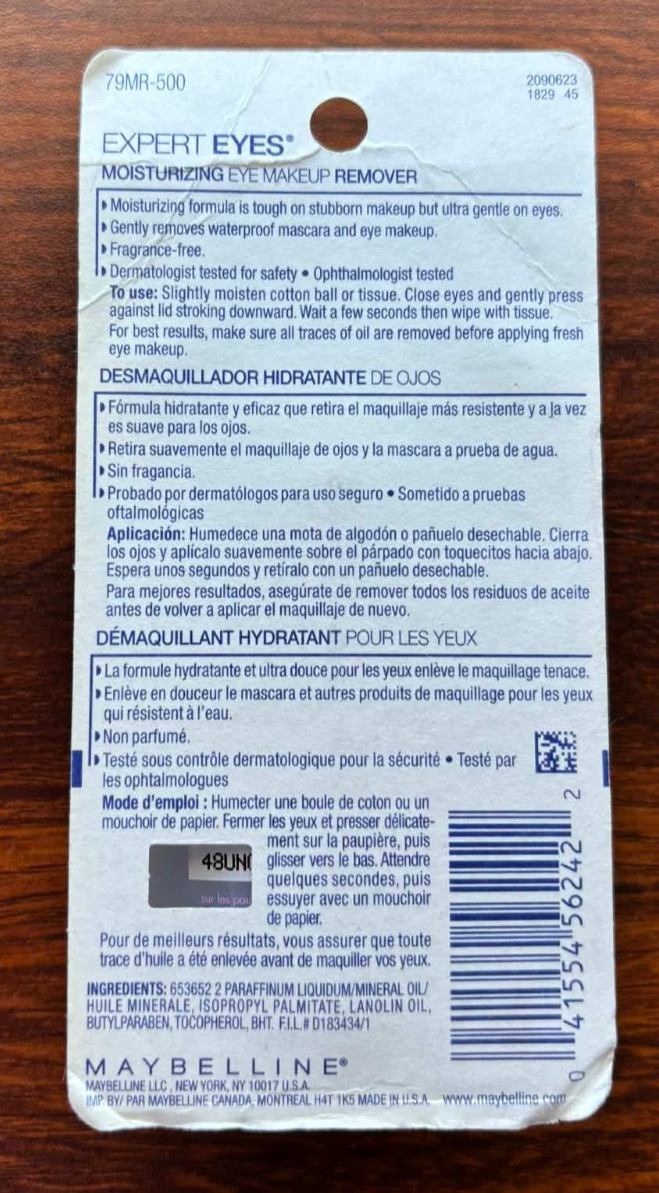 79MR-500
2090623
1829 45
EXPERT EYES®
MOISTURIZING EYE MAKEUP REMOVER
Moisturizing formula is tough on stubborn makeup but ultra gentle on eyes.
Gently removes waterproof mascara and eye makeup.
Fragrance-free.
Dermatologist tested for safety • Ophthalmologist tested
To use: Slightly moisten cotton ball or tissue. Close eyes and gently press
against lid stroking downward. Wait a few seconds then wipe with tissue.
For best results, make sure all traces of oil are removed before applying fresh
eye makeup.
DESMAQUILLADOR HIDRATANTE DE OJOS
Fórmula hidratante y eficaz que retira el maquillaje más resistente y a la vez
es suave para los ojos.
Retira suavemente el maquillaje de ojos y la mascara a prueba de agua.
Sin fragancia.
Probado por dermatólogos para uso seguro • Sometido a pruebas
oftalmológicas
Aplicación: Humedece una mota de algodón o pañuelo desechable. Cierra
los ojos y aplícalo suavemente sobre el párpado con toquecitos hacia abajo.
Espera unos segundos y retíralo con un pañuelo desechable.
Para mejores resultados, asegúrate de remover todos los residuos de aceite
antes de volver a aplicar el maquillaje de nuevo.
DÉMAQUILLANT HYDRATANT POUR LES YEUX
La formule hydratante et ultra douce pour les yeux enlève le maquillage tenace.
Enlève en douceur le mascara et autres produits de maquillage pour les yeux
qui résistent à l'eau.
Non parfumé.
Testé sous contrôle dermatologique pour la sécurité • Testé par
les ophtalmologues
Mode d'emploi : Humecter une boule de coton ou un
mouchoir de papier. Fermer les yeux et presser délicate-
ment sur la paupière, puis
glisser vers le bas. Attendre
quelques secondes, puis
essuyer avec un mouchoir
de papier.
48UN
sur les pau
Pour de meilleurs résultats, vous assurer que toute
trace d'huile a été enlevée avant de maquiller vos yeux.
INGREDIENTS: 653652 2 PARAFFINUM LIQUIDUM/MINERAL OIL/
HUILE MINERALE, ISOPROPYL PALMITATE, LANOLIN OIL,
BUTYLPARABEN, TOCOPHEROL, BHT. F.I.L.# D183434/1
0 41554 56242 2
MAYBELLINE®
MAYBELLINE LLC, NEW YORK, NY 10017 U.S.A.
IMP. BY/ PAR MAYBELLINE CANADA, MONTREAL H4T 1K5 MADE IN U.S.A. www.maybelline.com